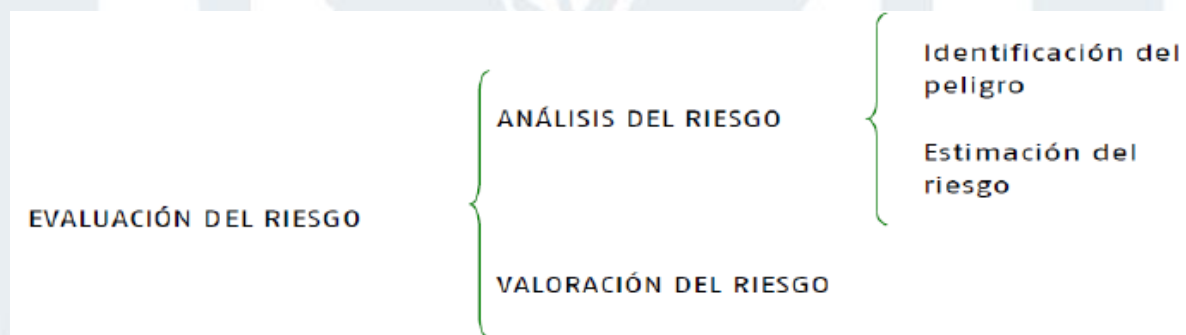 EVALUACIÓN DEL RIESGO
ANÁLISIS DEL RIESGO
Identificación del
peligro
Estimación del
riesgo
VALORACIÓN DEL RIESGO